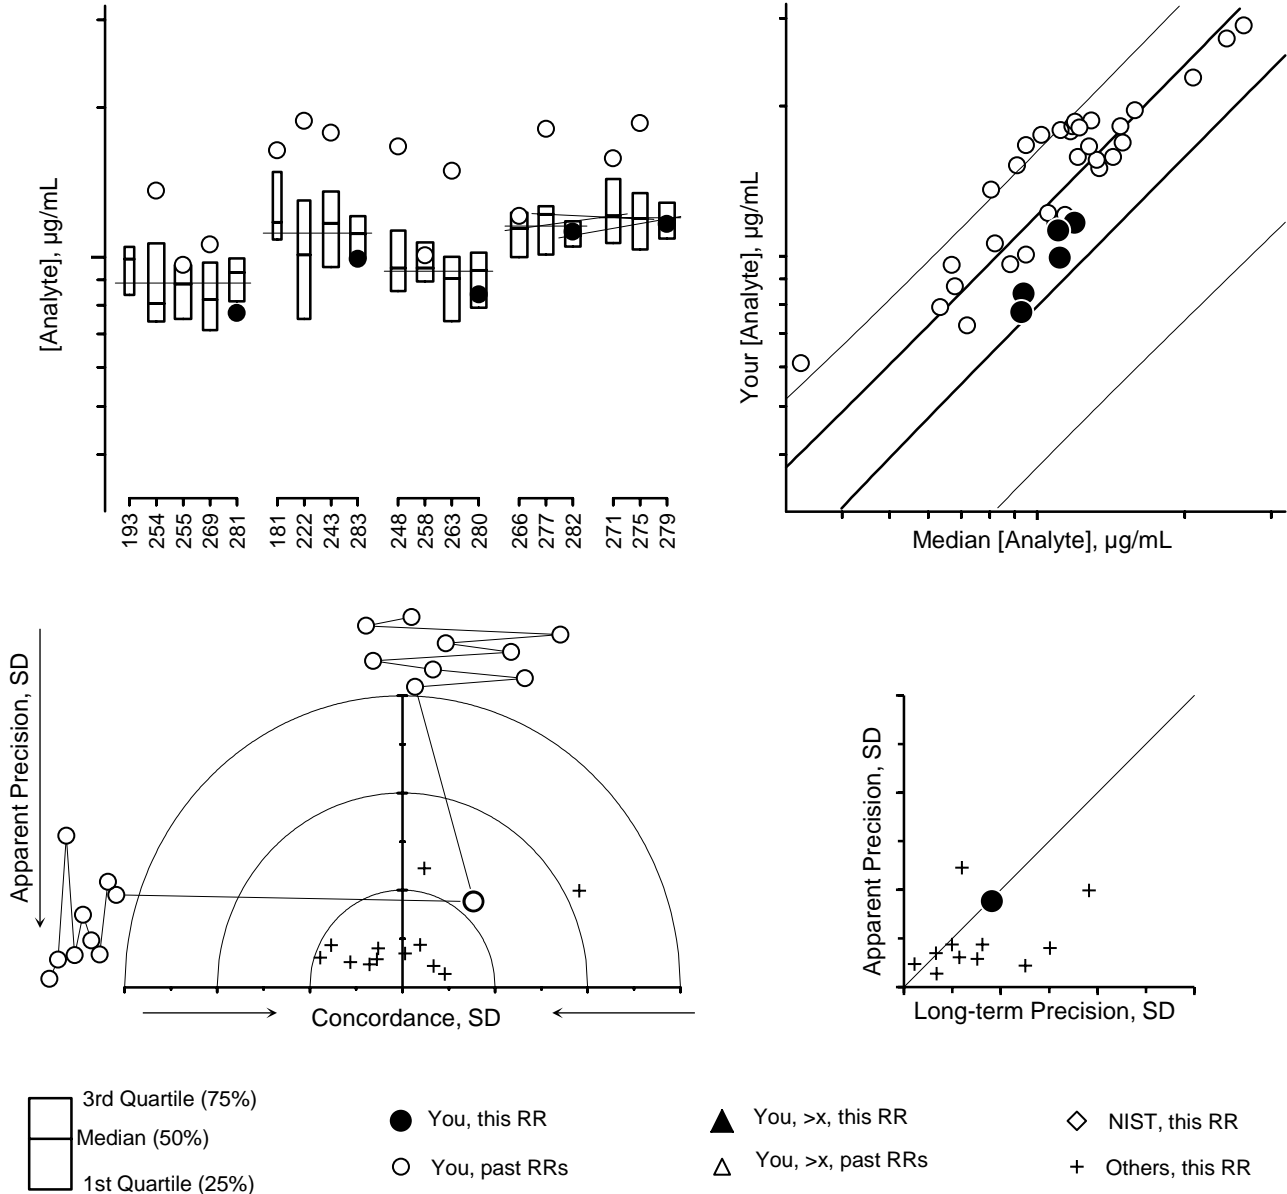 [Analyte], µg/mL
193 254 255 269 281 181 222 243 283 248 258 263 280 266 277 282 271 275 279
Your [Analyte], µg/mL
Median [Analyte], µg/mL
Apparent Precision, SD
Concordance, SD
Apparent Precision, SD
Long-term Precision, SD
3rd Quartile (75%)
Median (50%)
1st Quartile (25%)
You, this RR
You, past RRs
You, >x, this RR
You, >x, past RRs
NIST, this RR
Others, this RR